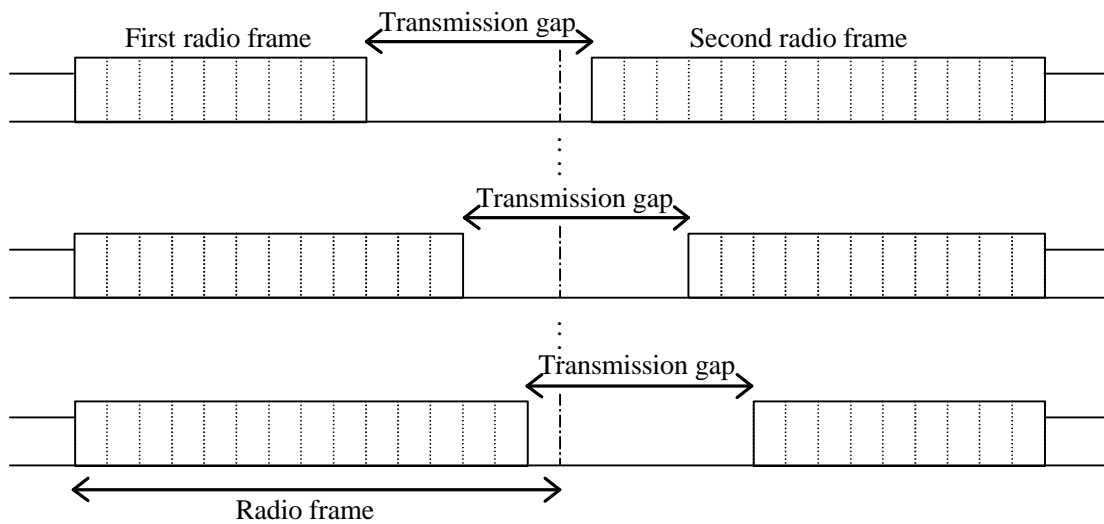 Transmission gap
First radio frame
Second radio frame
Transmission gap
Transmission gap
Radio frame